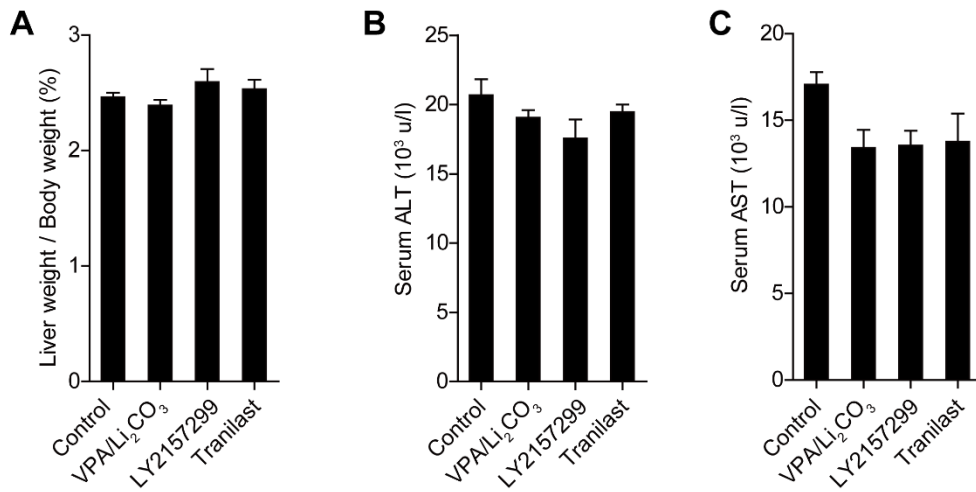 A
Liver weight / Body weight (%)
3
2
1
0
Control
VPA/Li₂CO₃
LY2157299
Tranilast
B
Serum ALT (10³ u/l)
25
20
15
10
5
0
Control
VPA/Li₂CO₃
LY2157299
Tranilast
C
Serum AST (10³ u/l)
20
15
10
5
0
Control
VPA/Li₂CO₃
LY2157299
Tranilast